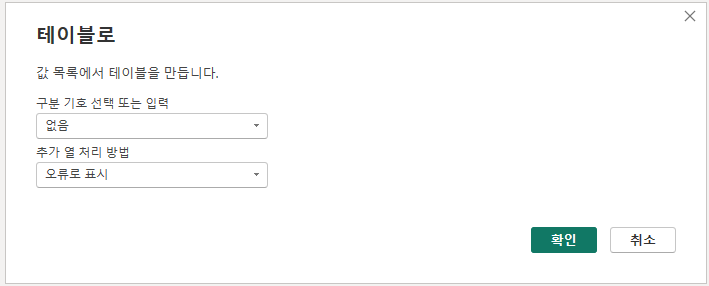 테이블로
값 목록에서 테이블을 만듭니다.
구분 기호 선택 또는 입력
없음
추가 열 처리 방법
오류로 표시
확인
취소